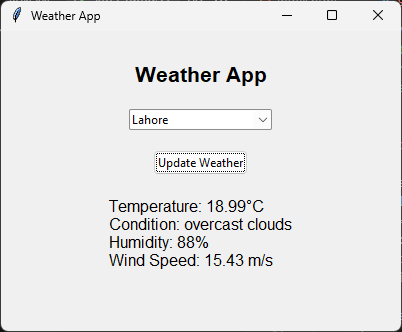 Weather App
Weather App
Lahore
Update Weather
Temperature: 18.99°C
Condition: overcast clouds
Humidity: 88%
Wind Speed: 15.43 m/s